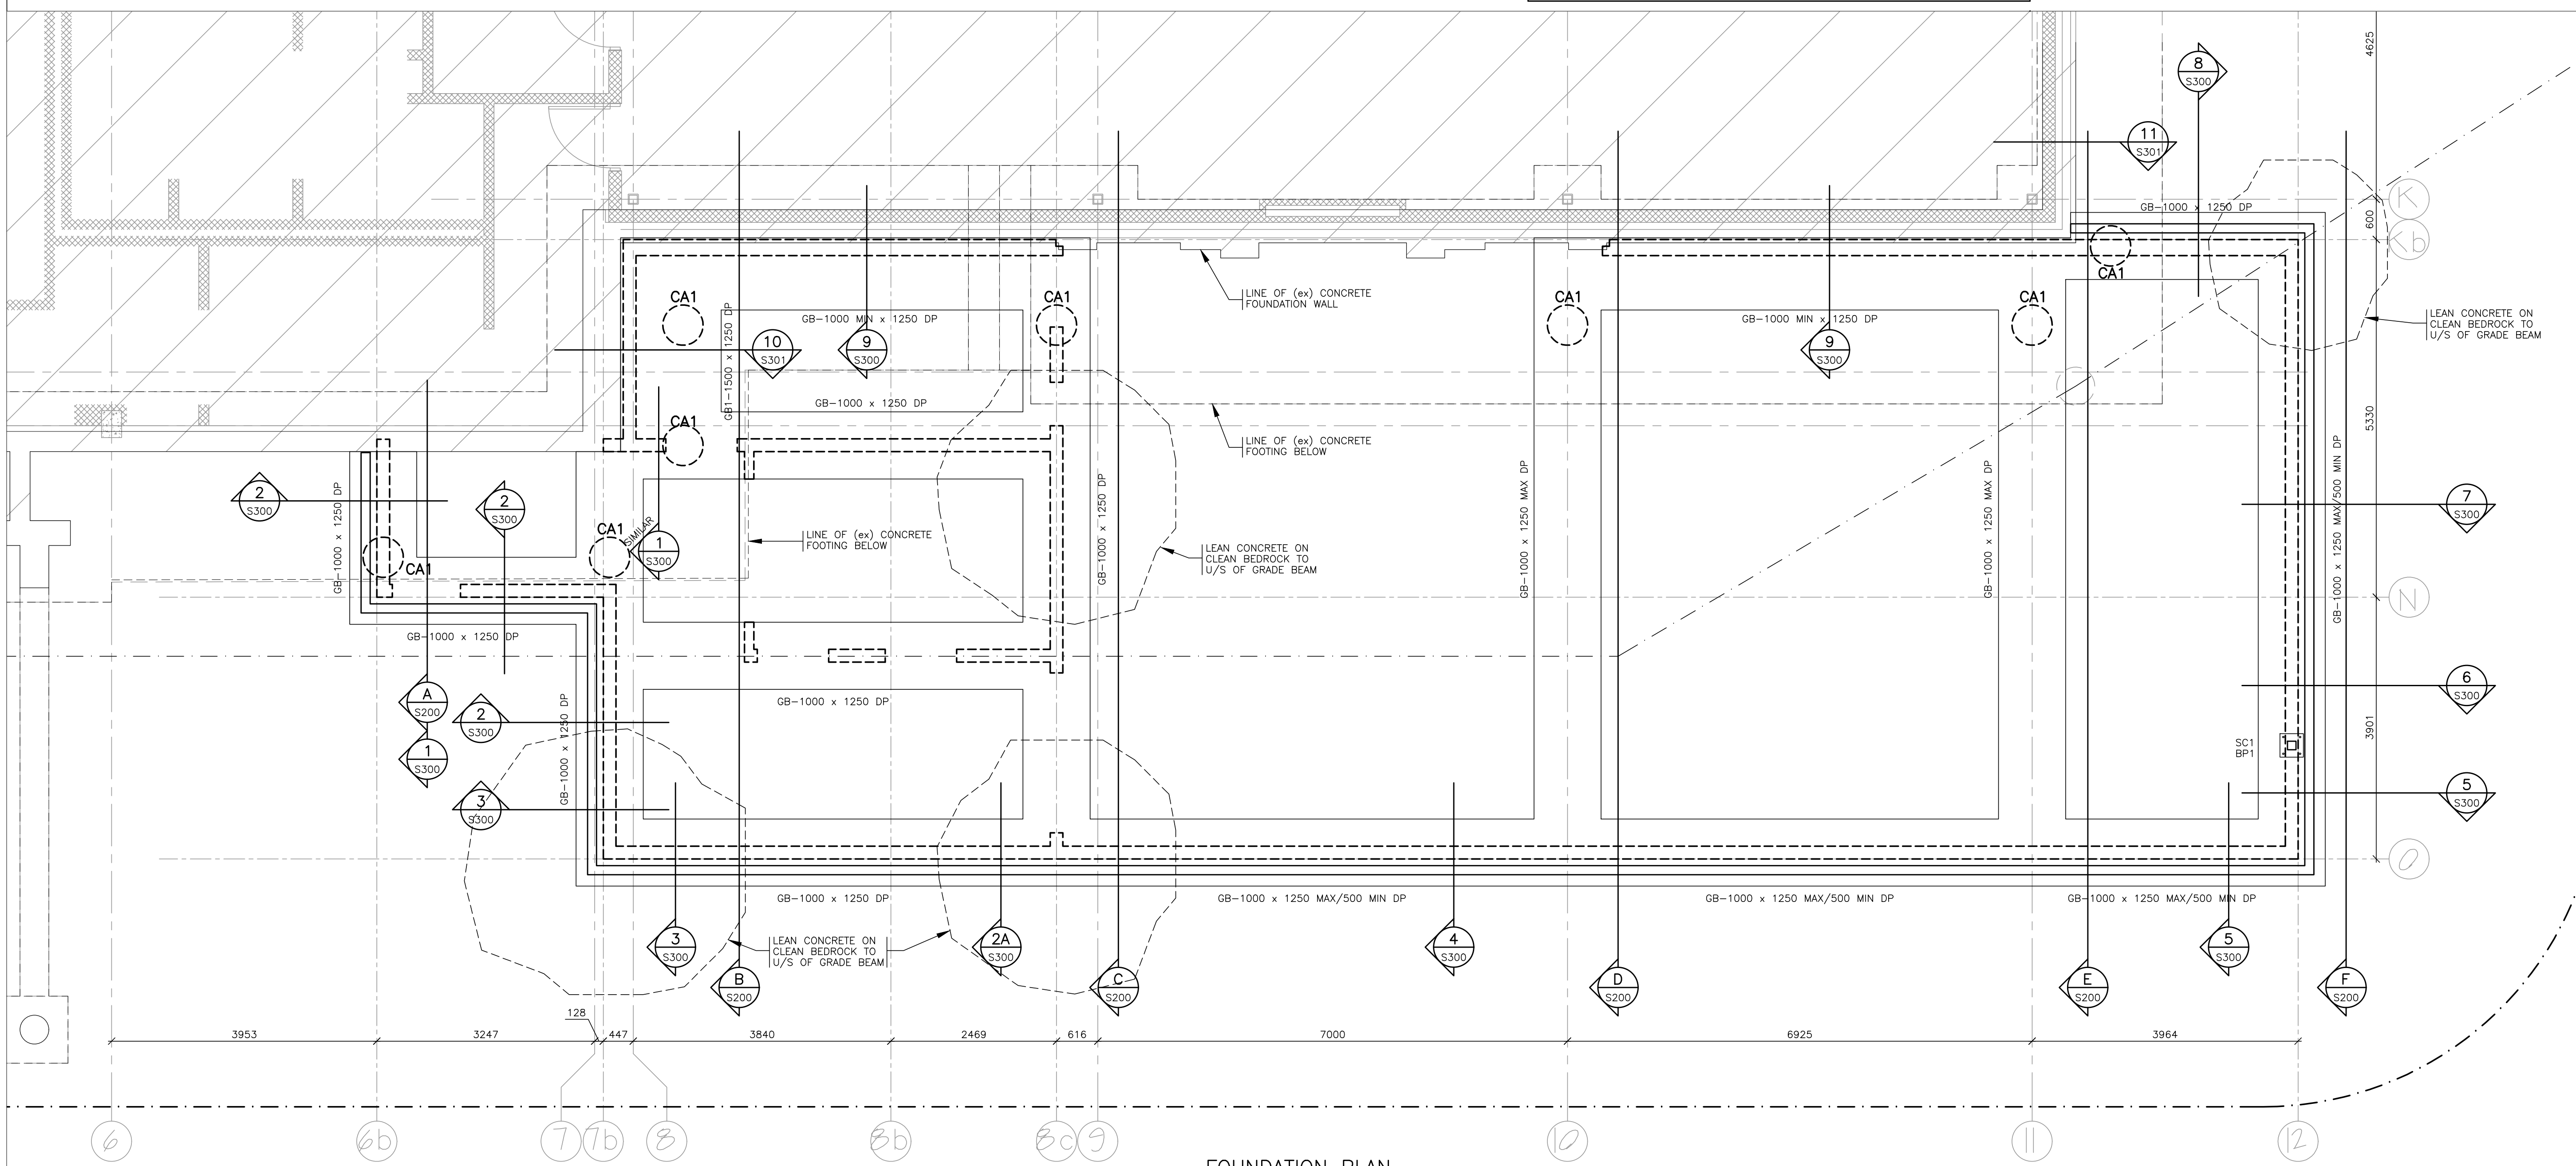 4625
8
S300
11
S301
K
600
GB-1000 x 1250 DP
Kb
CA1
LINE OF (ex) CONCRETE
FOUNDATION WALL
CA1
CA1
CA1
CA1
LEAN CONCRETE ON
CLEAN BEDROCK TO
U/S OF GRADE BEAM
GB-1000 MIN x 1250 DP
GB-1000 MIN x 1250 DP
GB1-1500 x 1250 DP
10
S301
9
S300
9
S300
GB-1000 x 1250 DP
CA1
LINE OF (ex) CONCRETE
FOOTING BELOW
5330
2
S300
2
S300
GB-1000 x 1250 DP
CA1
SIMILAR
1
S300
LINE OF (ex) CONCRETE
FOOTING BELOW
GB-1000 x 1250 DP
LEAN CONCRETE ON
CLEAN BEDROCK TO
U/S OF GRADE BEAM
GB-1000 x 1250 MAX DP
GB-1000 x 1250 MAX DP
GB-1000 x 1250 MAX/500 MIN DP
7
S300
CA1
N
GB-1000 x 1250 DP
A
S200
1
S300
2
S300
GB-1000 x 1250 DP
GB-1000 x 1250 DP
6
S300
3901
SC1
BP1
3
S300
5
S300
O
GB-1000 x 1250 DP
GB-1000 x 1250 MAX/500 MIN DP
GB-1000 x 1250 MAX/500 MIN DP
GB-1000 x 1250 MAX/500 MIN DP
3
S300
LEAN CONCRETE ON
CLEAN BEDROCK TO
U/S OF GRADE BEAM
2A
S300
4
S300
5
S300
B
S200
C
S200
D
S200
E
S200
F
S200
128
3953
3247
447
3840
2469
616
7000
6925
3964
6
6b
7
7b
8
8b
8c
9
10
11
12
FOUNDATION PLAN